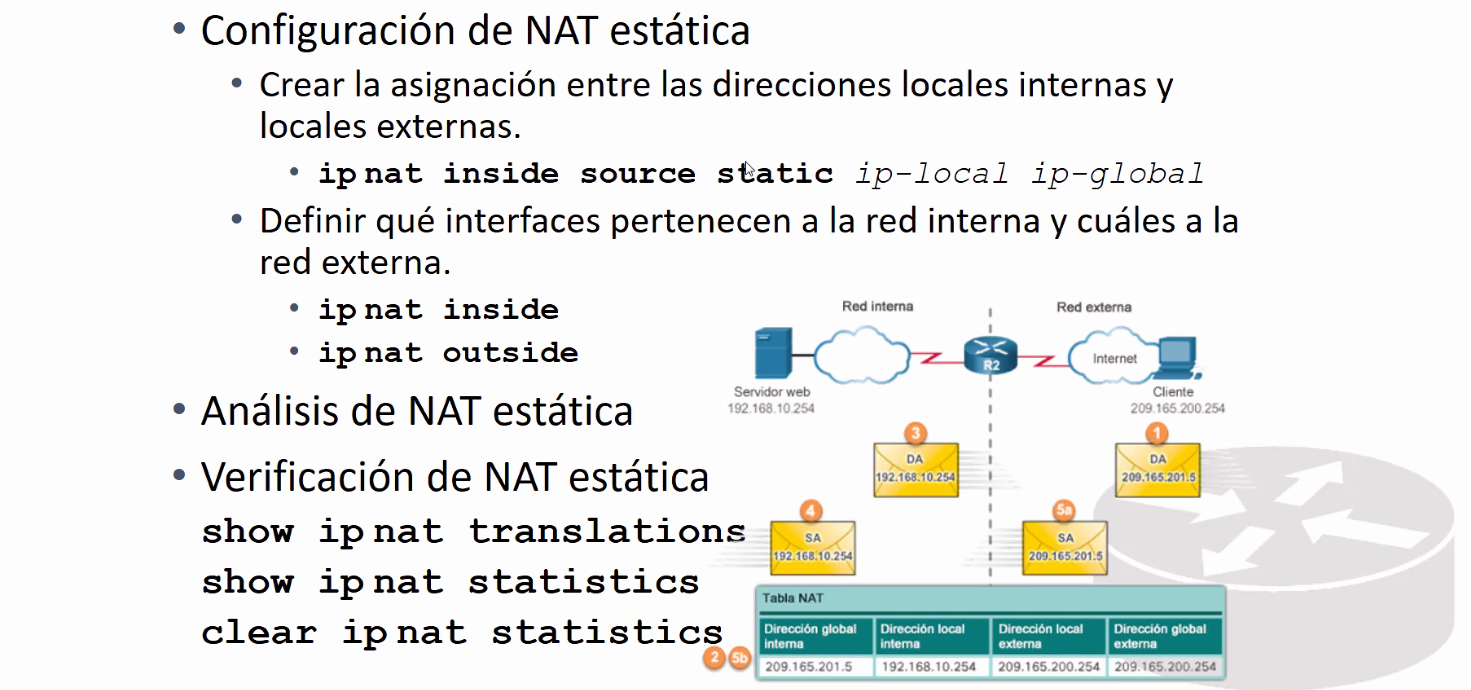 • Configuración de NAT estática
• Crear la asignación entre las direcciones locales internas y
locales externas.
• ip nat inside source static ip-local ip-global
• Definir qué interfaces pertenecen a la red interna y cuáles a la
red externa.
• ip nat inside
• ip nat outside
• Análisis de NAT estática
• Verificación de NAT estática
show ip nat translations
show ip nat statistics
clear ip nat statistics
Red interna
Red externa
R2
Internet
Servidor web
192.168.10.254
Cliente
209.165.200.254
3
DA
192.168.10.254
1
DA
209.165.201.5
4
SA
192.168.10.254
5a
SA
209.165.201.5
Tabla NAT
Dirección global
interna
Dirección local
interna
Dirección local
externa
Dirección global
externa
2
5b
209.165.201.5
192.168.10.254
209.165.200.254
209.165.200.254